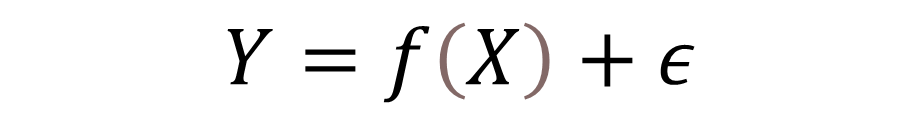 Y = f(X) + ϵ